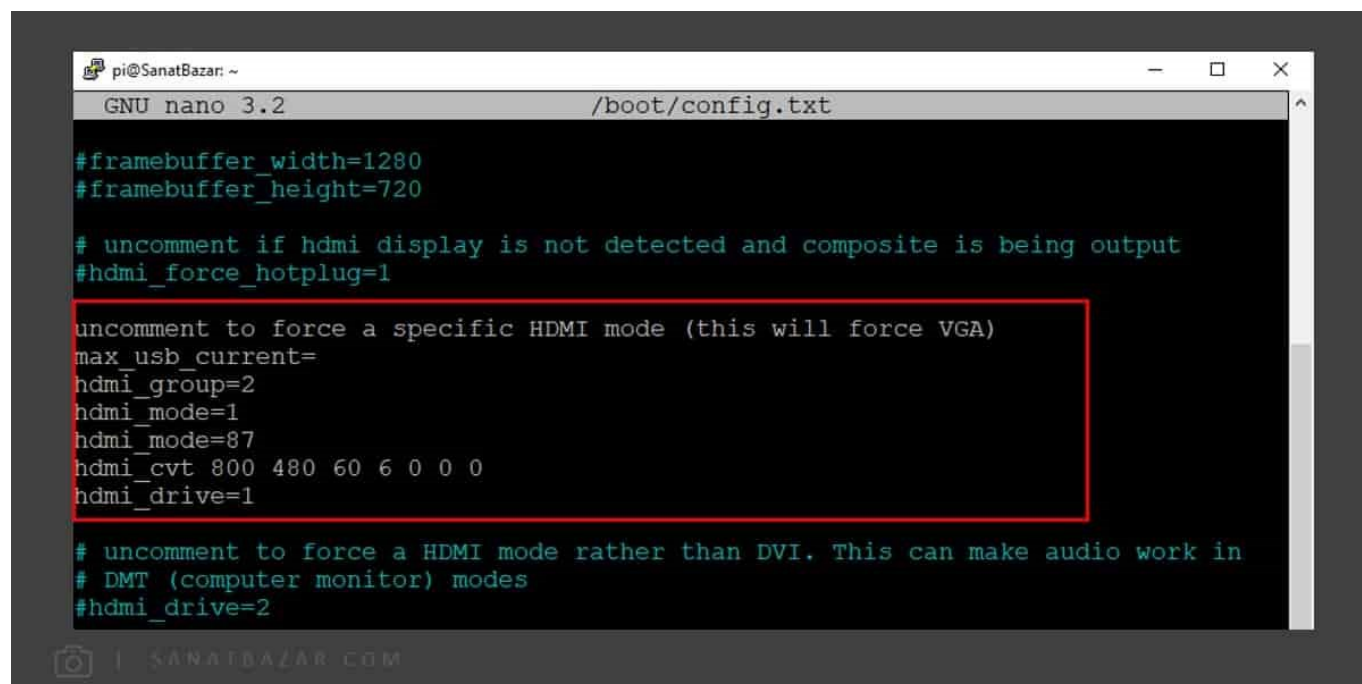 pi@SanatBazar: ~
GNU nano 3.2 /boot/config.txt
#framebuffer_width=1280
#framebuffer_height=720
# uncomment if hdmi display is not detected and composite is being output
#hdmi_force_hotplug=1
uncomment to force a specific HDMI mode (this will force VGA)
max_usb_current=
hdmi_group=2
hdmi_mode=1
hdmi_mode=87
hdmi_cvt 800 480 60 6 0 0 0
hdmi_drive=1
# uncomment to force a HDMI mode rather than DVI. This can make audio work in
# DMT (computer monitor) modes
#hdmi_drive=2
| SANATBAZAR.COM